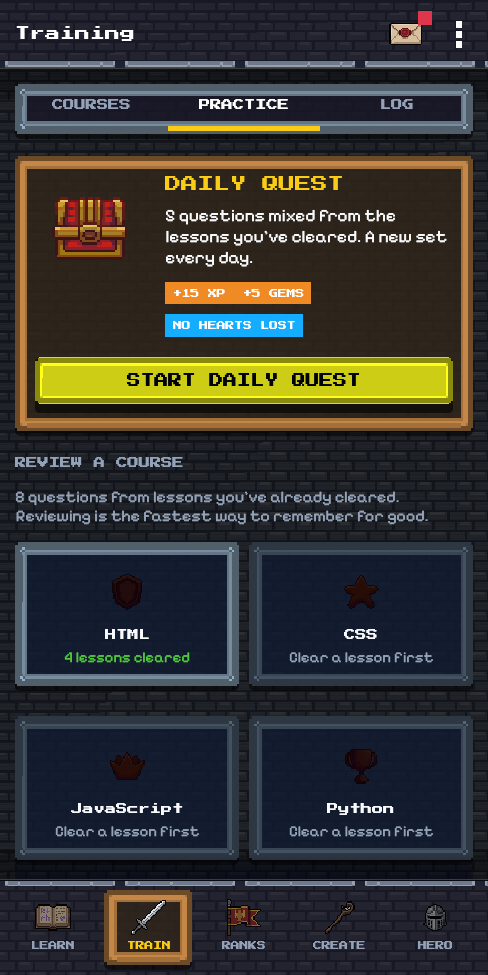 Training
COURSES PRACTICE LOG
DAILY QUEST
8 questions mixed from the
lessons you've cleared. A new set
every day.
+15 XP +5 GEMS
NO HEARTS LOST
START DAILY QUEST
REVIEW A COURSE
8 questions from lessons you've already cleared.
Reviewing is the fastest way to remember for good.
HTML
4 lessons cleared
CSS
Clear a lesson first
JavaScript
Clear a lesson first
Python
Clear a lesson first
LEARN TRAIN RANKS CREATE HERO